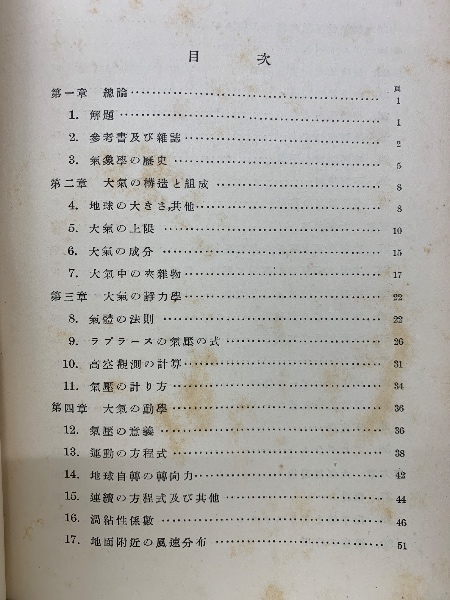 目次
頁
第一章 總論 1
1. 解題 1
2. 參考書及び雜誌 2
3. 氣象學の歷史 5
第二章 大氣の構造と組成 8
4. 地球の大きさ其他 8
5. 大氣の上限 10
6. 大氣の成分 15
7. 大氣中の夾雜物 17
第三章 大氣の靜力學 22
8. 氣體の法則 22
9. ラプラースの氣壓の式 26
10. 高空觀測の計算 31
11. 氣壓の計り方 34
第四章 大氣の動學 36
12. 氣壓の意義 36
13. 運動の方程式 38
14. 地球自轉の轉向力 42
15. 連續の方程式及び其他 44
16. 渦粘性係數 46
17. 地面附近の風速分布 51